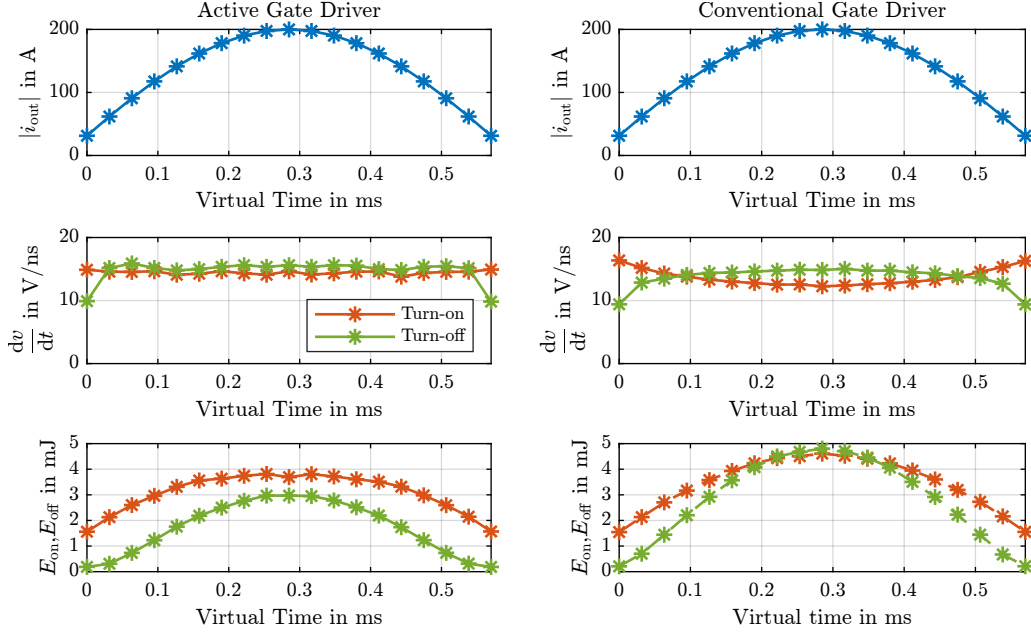 Active Gate Driver
200
100
0
|i_out| in A
0 0.1 0.2 0.3 0.4 0.5
Virtual Time in ms
Conventional Gate Driver
200
100
0
|i_out| in A
0 0.1 0.2 0.3 0.4 0.5
Virtual Time in ms
20
10
0
dv/dt in V/ns
Turn-on
Turn-off
0 0.1 0.2 0.3 0.4 0.5
Virtual Time in ms
20
10
0
dv/dt in V/ns
0 0.1 0.2 0.3 0.4 0.5
Virtual Time in ms
5
4
3
2
1
0
E_on, E_off in mJ
0 0.1 0.2 0.3 0.4 0.5
Virtual Time in ms
5
4
3
2
1
0
E_on, E_off in mJ
0 0.1 0.2 0.3 0.4 0.5
Virtual time in ms